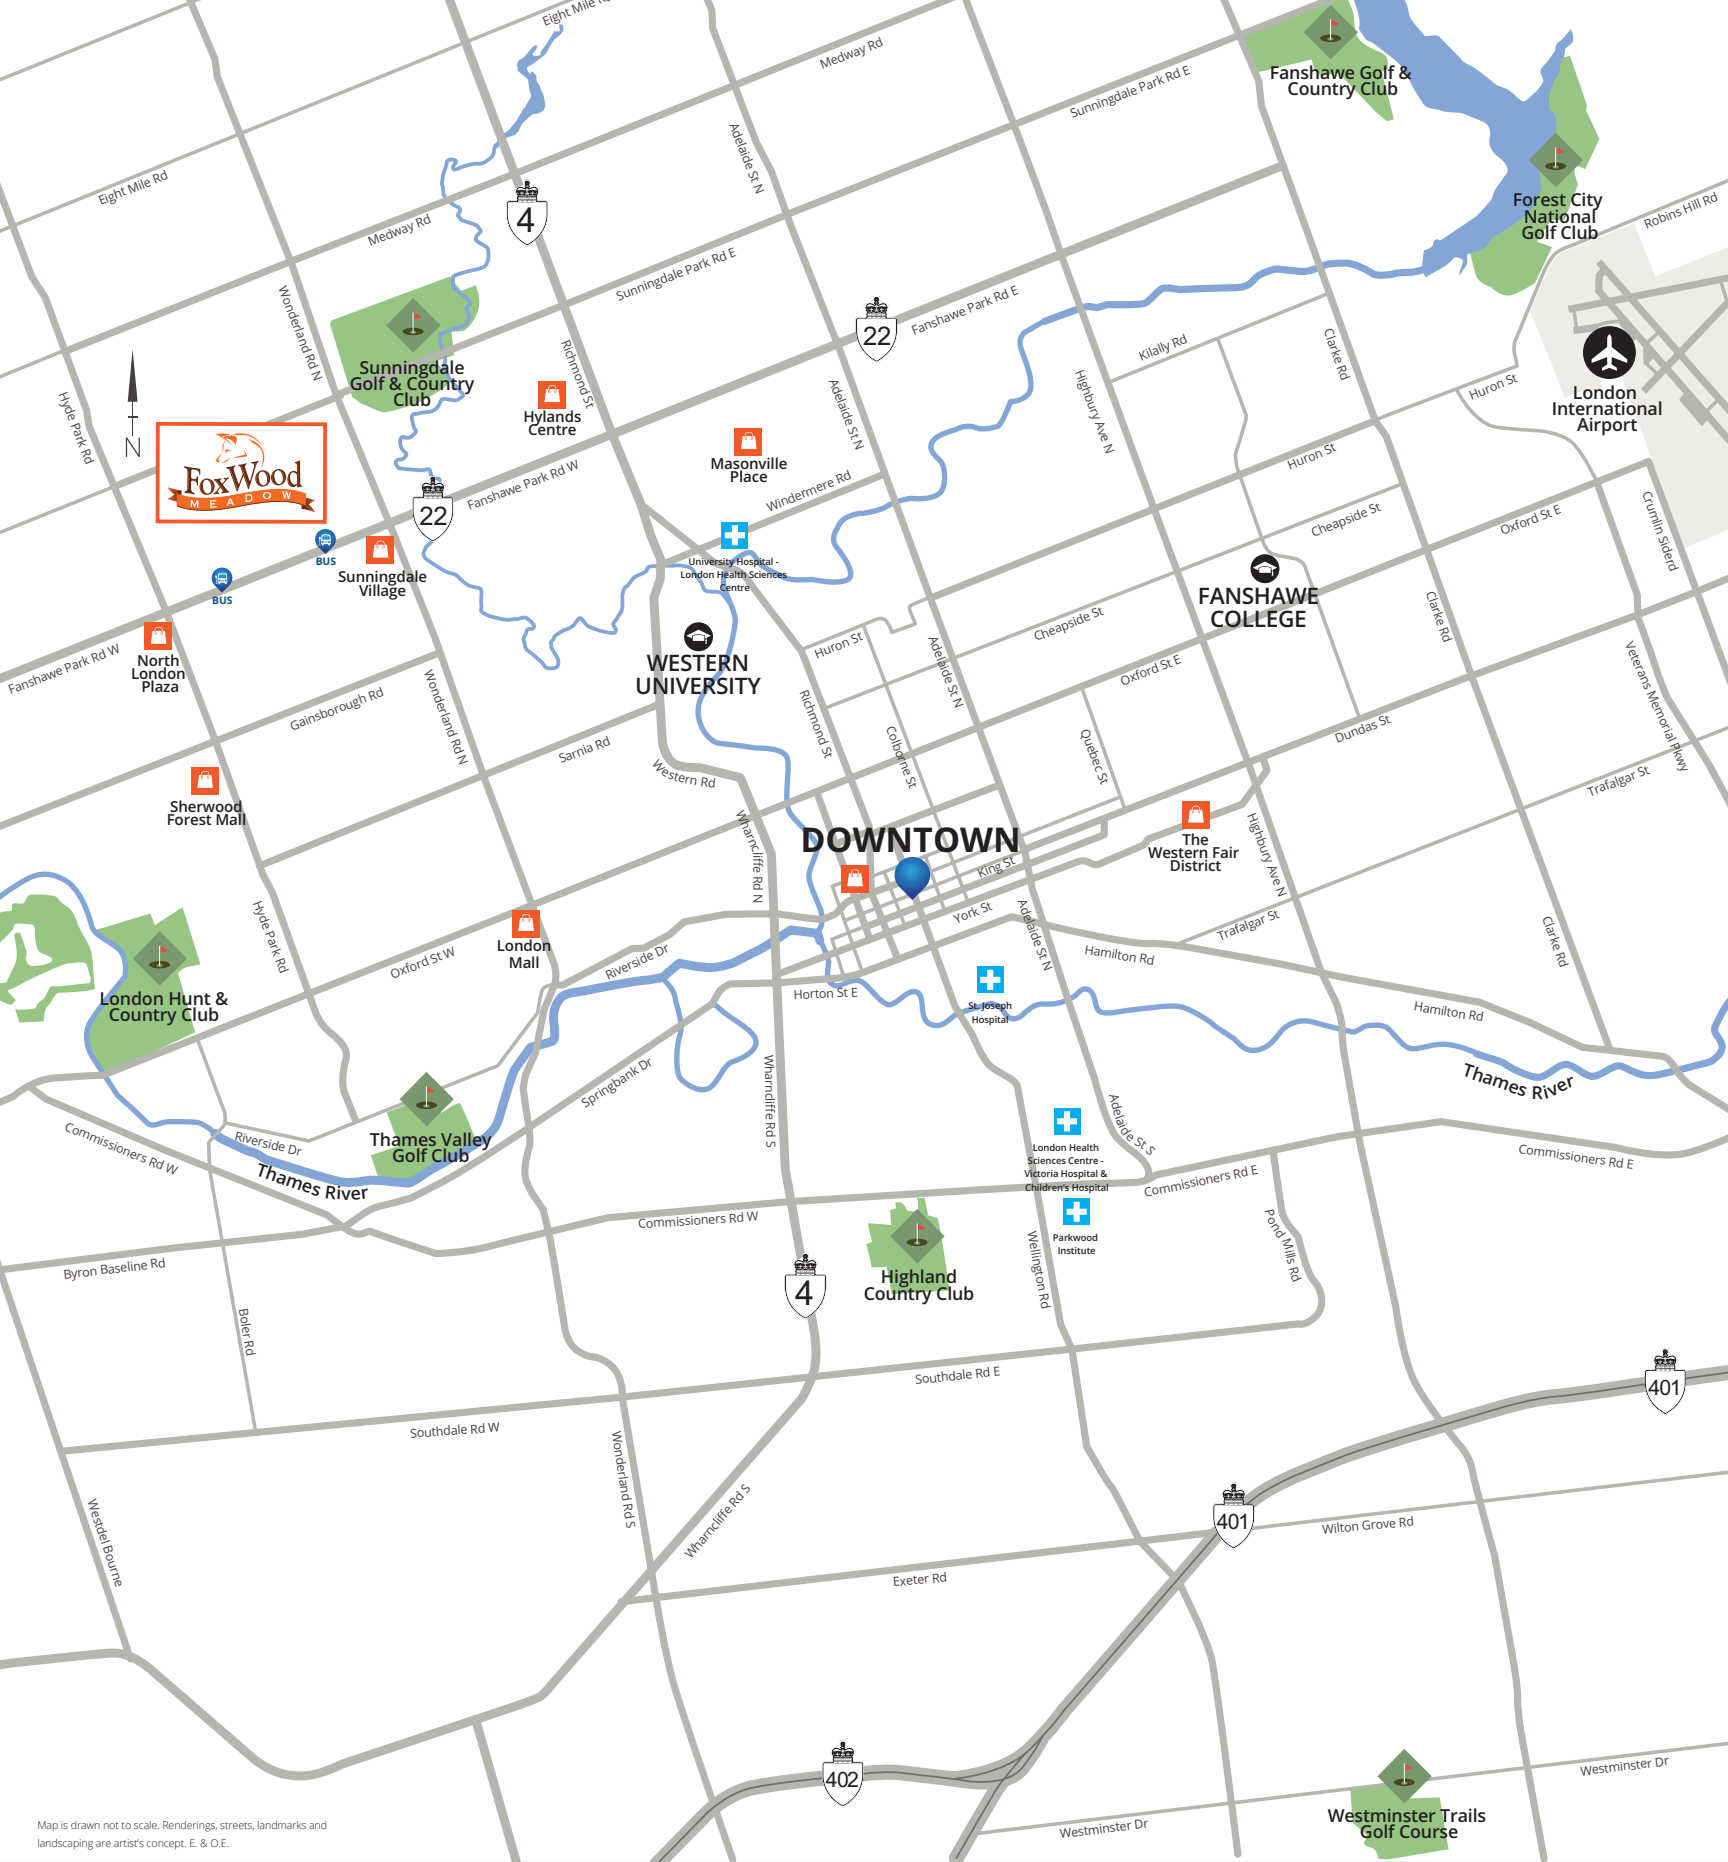 Eight Mile Rd
Medway Rd
Sunningdale Park Rd E
Fanshawe Golf &
Country Club
Adelaide St N
Eight Mile Rd
Medway Rd
4
Forest City
National
Golf Club
Robins Hill Rd
Sunningdale Park Rd E
Wonderland Rd N
22
Fanshawe Park Rd E
Kilally Rd
Clarke Rd
Richmond St
Sunningdale
Golf & Country
Club
Hylands
Centre
Hyde Park Rd
N
Adelaide St N
Highbury Ave N
Huron St
London
International
Airport
FoxWood
MEADOW
Masonville
Place
Windermere Rd
Fanshawe Park Rd W
22
Huron St
Cheapside St
Oxford St E
Crumlin Siderd
BUS
BUS
Sunningdale
Village
University Hospital -
London Health Sciences
Centre
FANSHAWE
COLLEGE
Clarke Rd
Cheapside St
North
London
Plaza
Fanshawe Park Rd W
WESTERN
UNIVERSITY
Huron St
Adelaide St N
Oxford St E
Veterans Memorial Pkwy
Gainsborough Rd
Wonderland Rd N
Sarnia Rd
Western Rd
Richmond St
Colborne St
Quebec St
Dundas St
Trafalgar St
Sherwood
Forest Mall
Wharncliffe Rd N
DOWNTOWN
King St
York St
The
Western Fair
District
Highbury Ave N
Trafalgar St
Clarke Rd
Hyde Park Rd
London
Mall
Oxford St W
Riverside Dr
Adelaide St N
Hamilton Rd
Horton St E
St. Joseph
Hospital
Hamilton Rd
London Hunt &
Country Club
Springbank Dr
Wharncliffe Rd S
Thames River
Commissioners Rd W
Riverside Dr
Thames Valley
Golf Club
Thames River
London Health
Sciences Centre -
Victoria Hospital &
Children's Hospital
Adelaide St S
Commissioners Rd E
Commissioners Rd E
Commissioners Rd W
Parkwood
Institute
Byron Baseline Rd
Wellington Rd
Pond Mills Rd
Highland
Country Club
4
Boler Rd
Southdale Rd E
401
Southdale Rd W
Wonderland Rd S
Wharncliffe Rd S
Westdel Bourne
401
Wilton Grove Rd
Exeter Rd
402
Westminster Dr
Westminster Dr
Westminster Trails
Golf Course
Map is drawn not to scale. Renderings, streets, landmarks and
landscaping are artist's concept. E. & O.E.